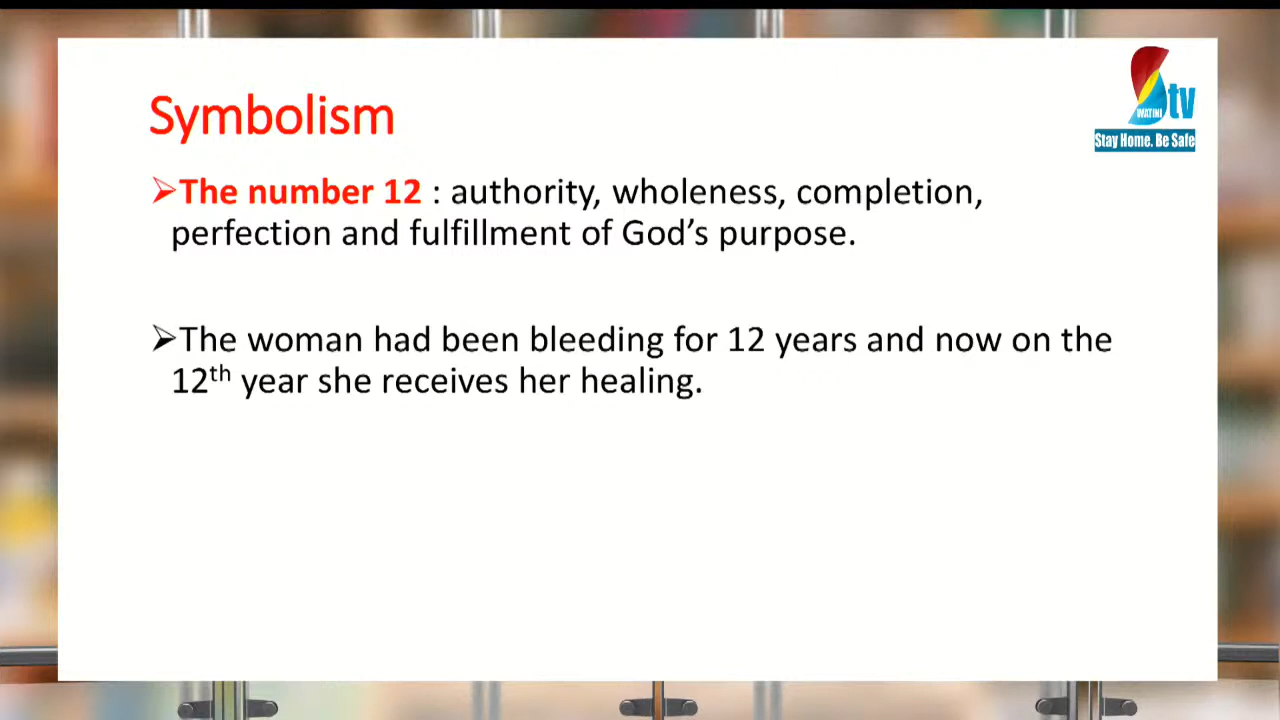 Symbolism
➢The number 12 : authority, wholeness, completion,
perfection and fulfillment of God’s purpose.
➢The woman had been bleeding for 12 years and now on the
12th year she receives her healing.
tv
Stay Home. Be Safe